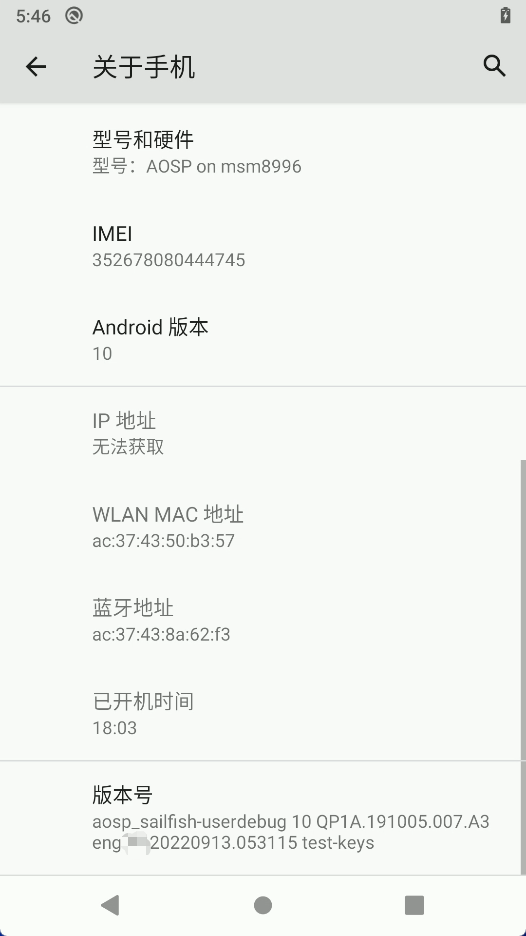 5:46
关于手机
型号和硬件
型号：AOSP on msm8996
IMEI
352678080444745
Android 版本
10
IP 地址
无法获取
WLAN MAC 地址
ac:37:43:50:b3:57
蓝牙地址
ac:37:43:8a:62:f3
已开机时间
18:03
版本号
aosp_sailfish-userdebug 10 QP1A.191005.007.A3
eng 20220913.053115 test-keys